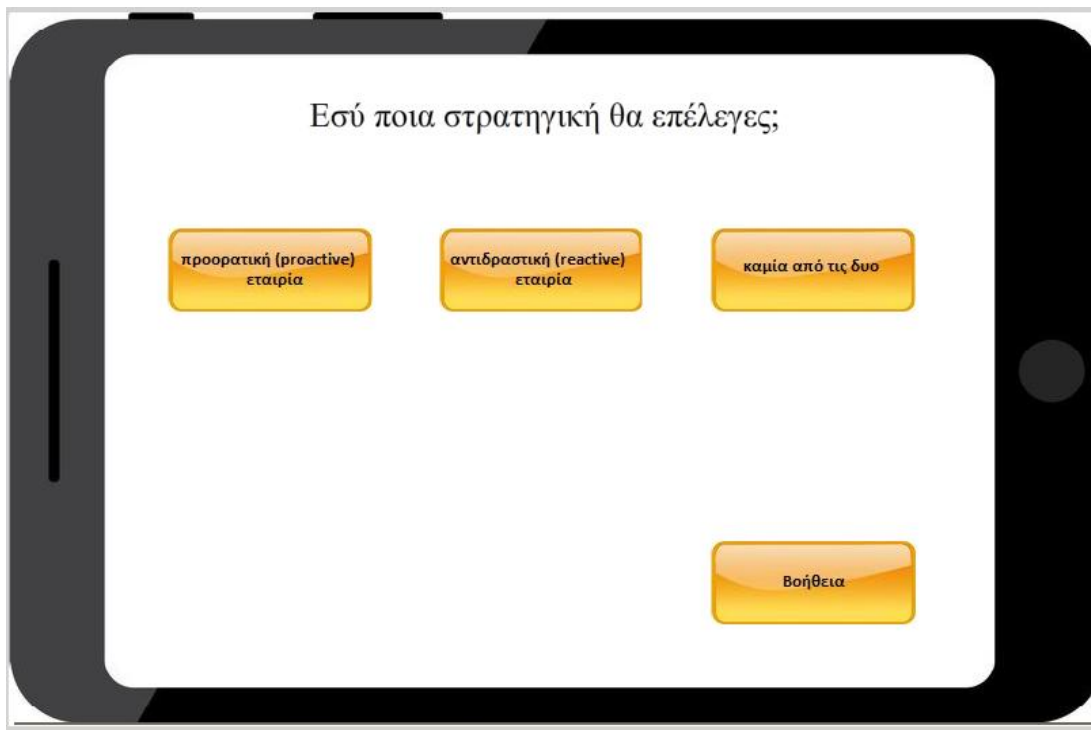 Εσύ ποια στρατηγική θα επέλεγες;
προορατική (proactive)
εταιρία
αντιδραστική (reactive)
εταιρία
καμία από τις δυο
Βοήθεια